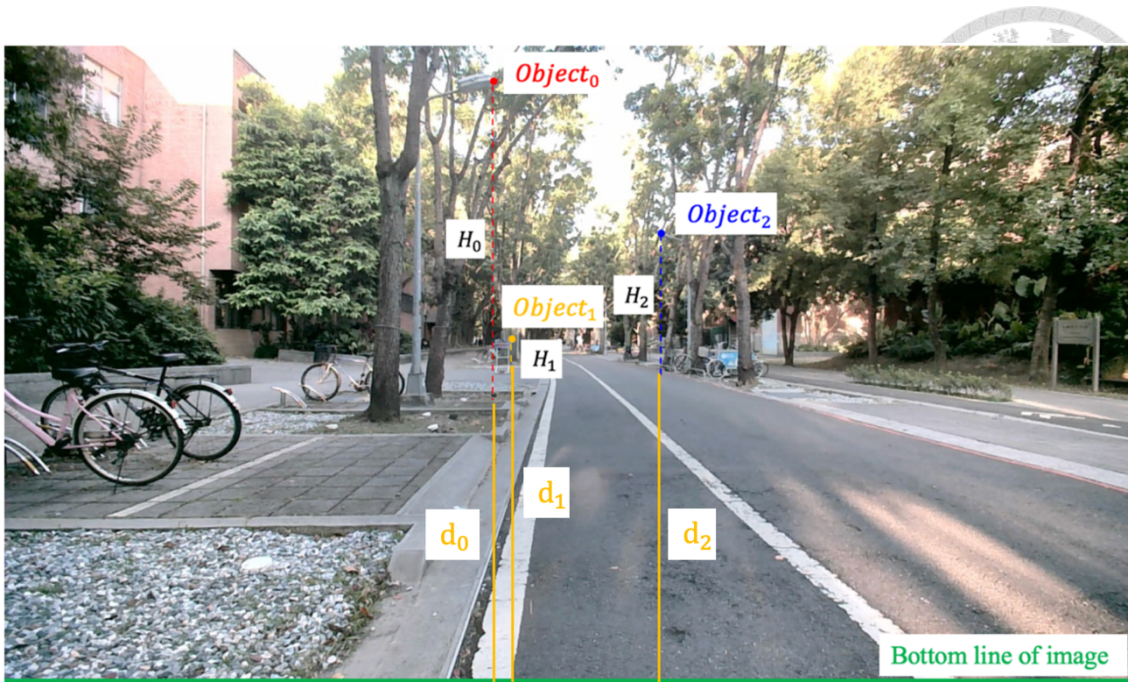 Object₀
Object₂
H₀
H₂
Object₁
H₁
d₁
d₀
d₂
Bottom line of image